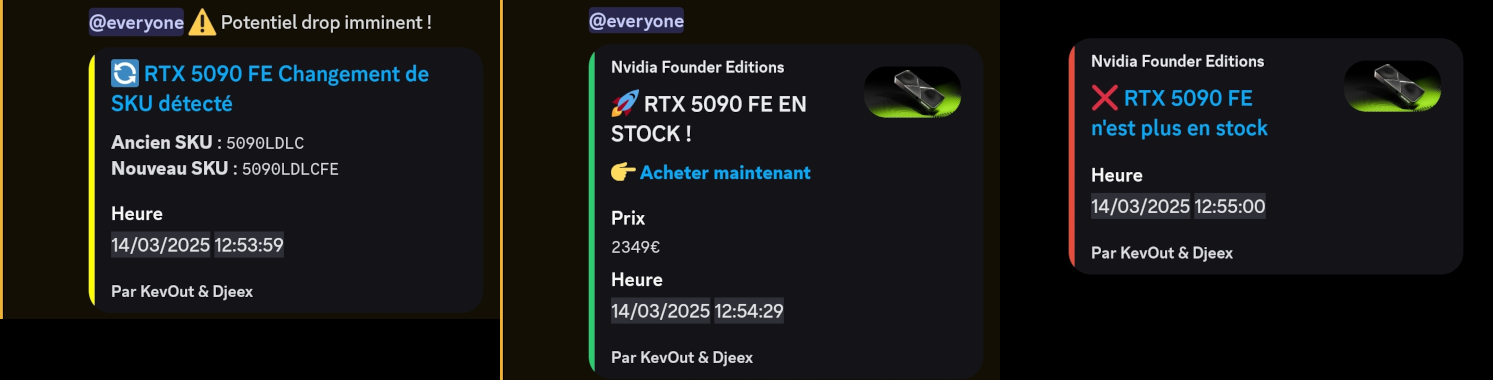 @everyone ⚠️ Potentiel drop imminent !
🔄 RTX 5090 FE Changement de
SKU détecté
Ancien SKU : 5090LDLC
Nouveau SKU : 5090LDLCFE
Heure
14/03/2025 12:53:59
Par KevOut & Djeex
@everyone
Nvidia Founder Editions
🚀 RTX 5090 FE EN
STOCK !
👉 Acheter maintenant
Prix
2349€
Heure
14/03/2025 12:54:29
Par KevOut & Djeex
Nvidia Founder Editions
❌ RTX 5090 FE
n'est plus en stock
Heure
14/03/2025 12:55:00
Par KevOut & Djeex